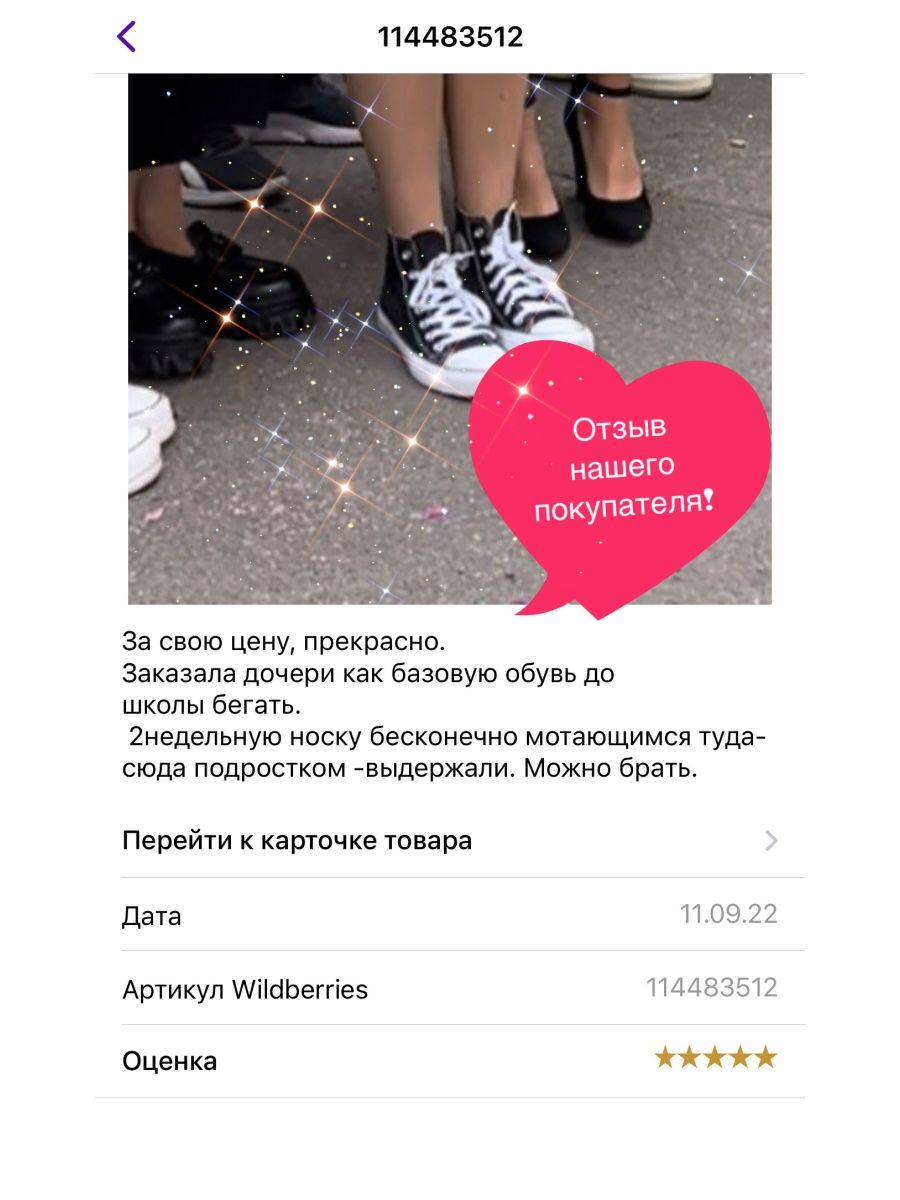 114483512
Отзыв
нашего
покупателя!
За свою цену, прекрасно.
Заказала дочери как базовую обувь до
школы бегать.
2недельную носку бесконечно мотающимся туда-
сюда подростком -выдержали. Можно брать.
Перейти к карточке товара
Дата 11.09.22
Артикул Wildberries 114483512
Оценка ★★★★★